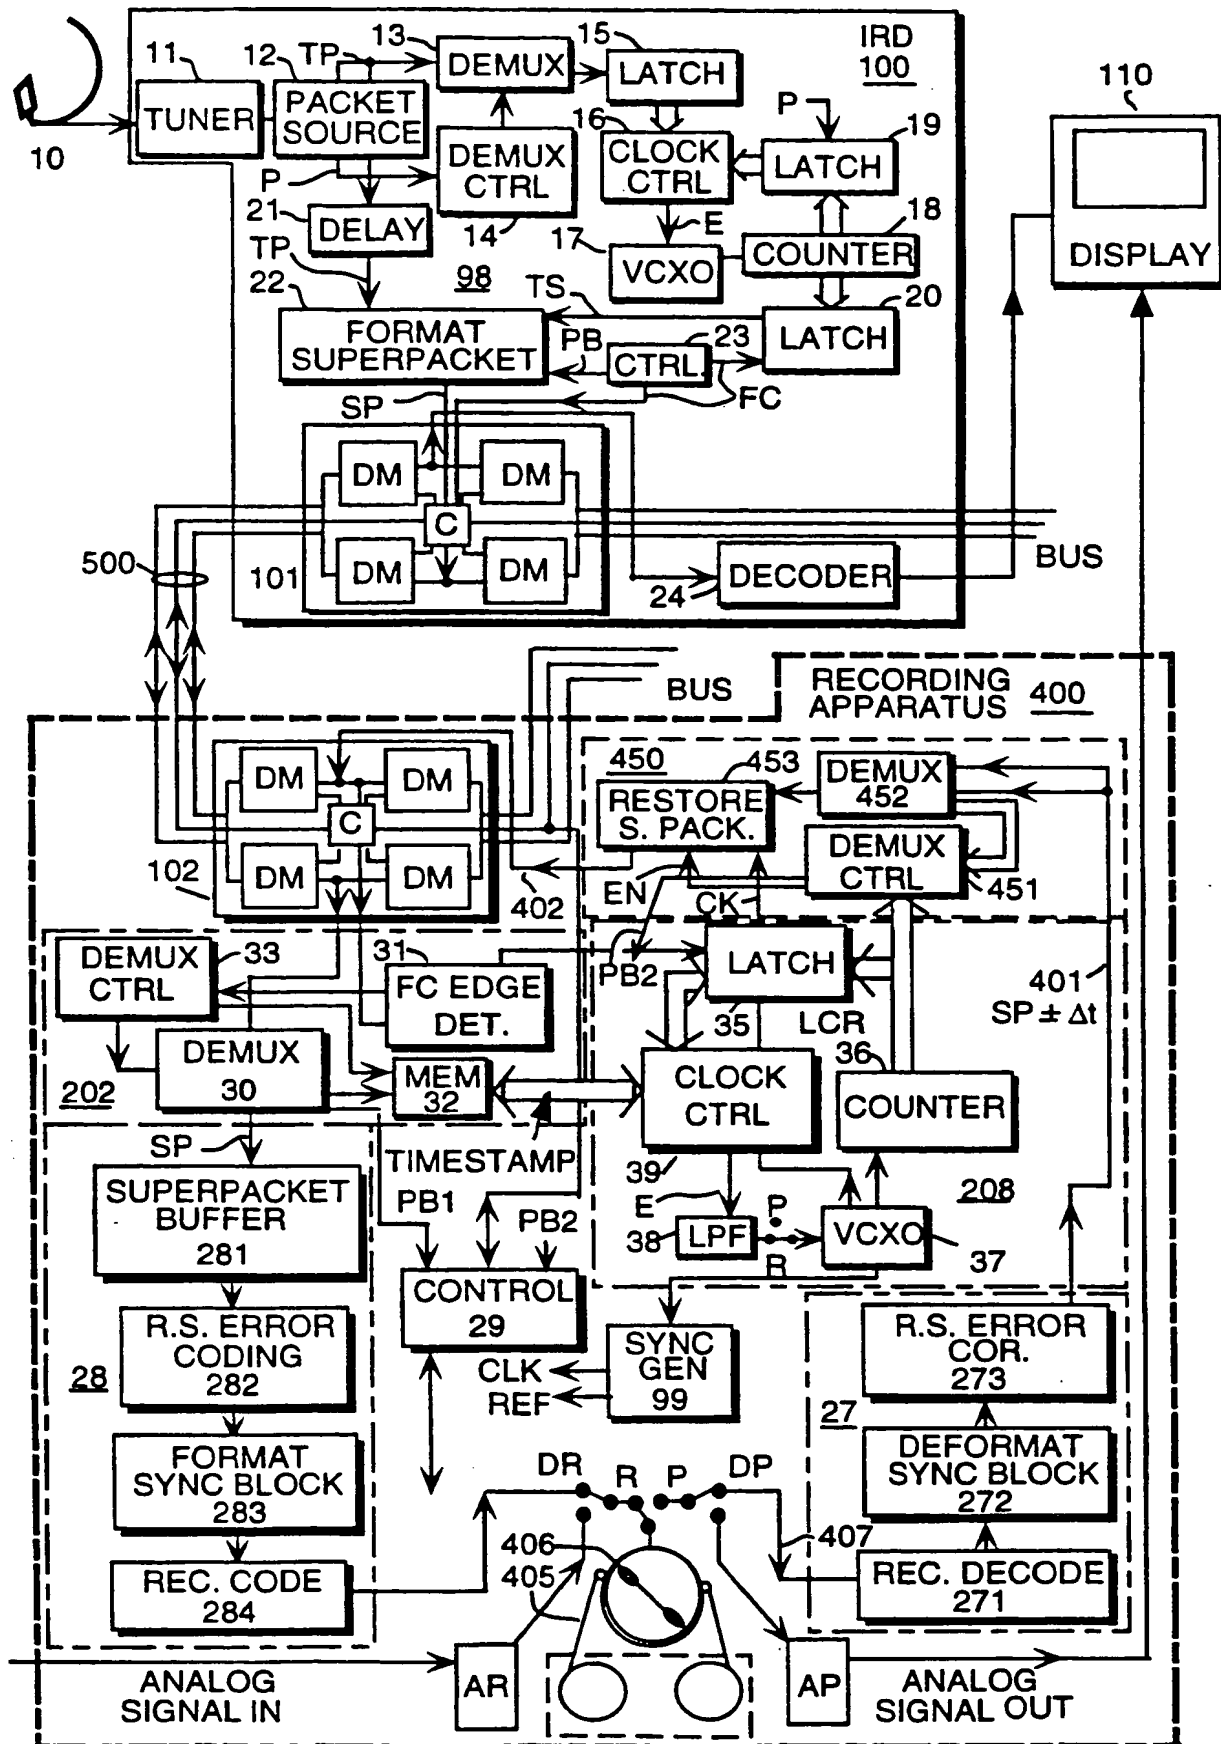 13
15
IRD
100
11
12
TP
DEMUX
LATCH
110
TUNER
PACKET
SOURCE
16
P
19
10
DEMUX
CTRL
CLOCK
CTRL
LATCH
P
21
DELAY
14
E
18
17
COUNTER
TP
VCXO
DISPLAY
22
98
TS
20
FORMAT
SUPERPACKET
PB
CTRL
23
LATCH
SP
FC
DM
DM
C
DM
DM
BUS
500
101
DECODER
24
BUS
RECORDING
APPARATUS
400
DM
DM
C
DM
DM
102
402
450
453
RESTORE
S. PACK.
DEMUX
452
DEMUX
CTRL
451
EN
CK
33
DEMUX
CTRL
31
FC EDGE
DET.
PB2
LATCH
35
LCR
401
SP ± Δt
DEMUX
30
202
MEM
32
CLOCK
CTRL
36
COUNTER
SP
TIMESTAMP
39
208
SUPERPACKET
BUFFER
281
PB1
PB2
E
38
LPF
P
R
VCXO
37
CONTROL
29
R.S. ERROR
CODING
282
28
CLK
REF
SYNC
GEN
99
R.S. ERROR
COR.
273
27
FORMAT
SYNC BLOCK
283
DR
R
P
DP
DEFORMAT
SYNC BLOCK
272
406
407
REC. CODE
284
405
REC. DECODE
271
ANALOG
SIGNAL IN
AR
AP
ANALOG
SIGNAL OUT